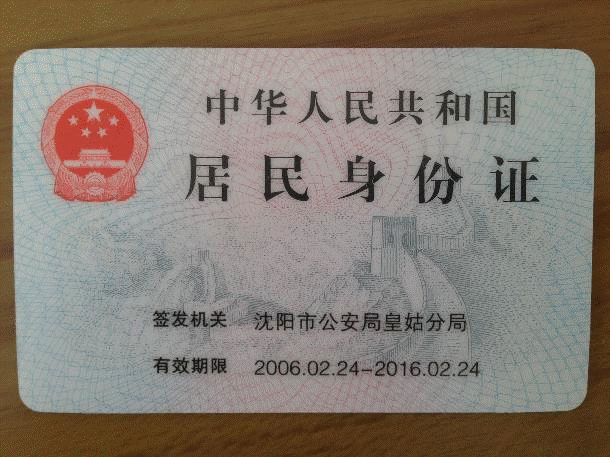 中华人民共和国
居民身份证
签发机关 沈阳市公安局皇姑分局
有效期限 2006.02.24-2016.02.24